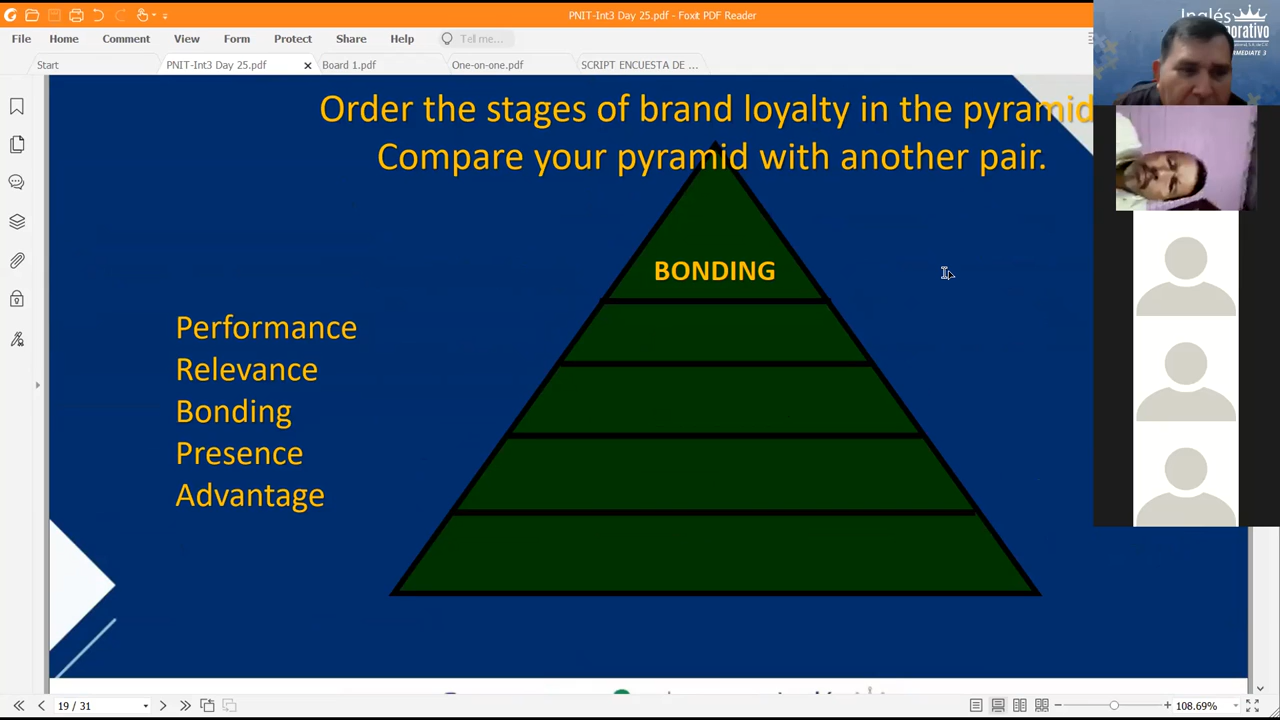 PNIT-Int3 Day 25.pdf - Foxit PDF Reader
File Home Comment View Form Protect Share Help Tell me...
Start PNIT-Int3 Day 25.pdf Board 1.pdf One-on-one.pdf SCRIPT ENCUESTA DE ...
Inglés
INTERMEDIATE 3
Order the stages of brand loyalty in the pyramid
Compare your pyramid with another pair.
BONDING
Performance
Relevance
Bonding
Presence
Advantage
19 / 31
108.69%